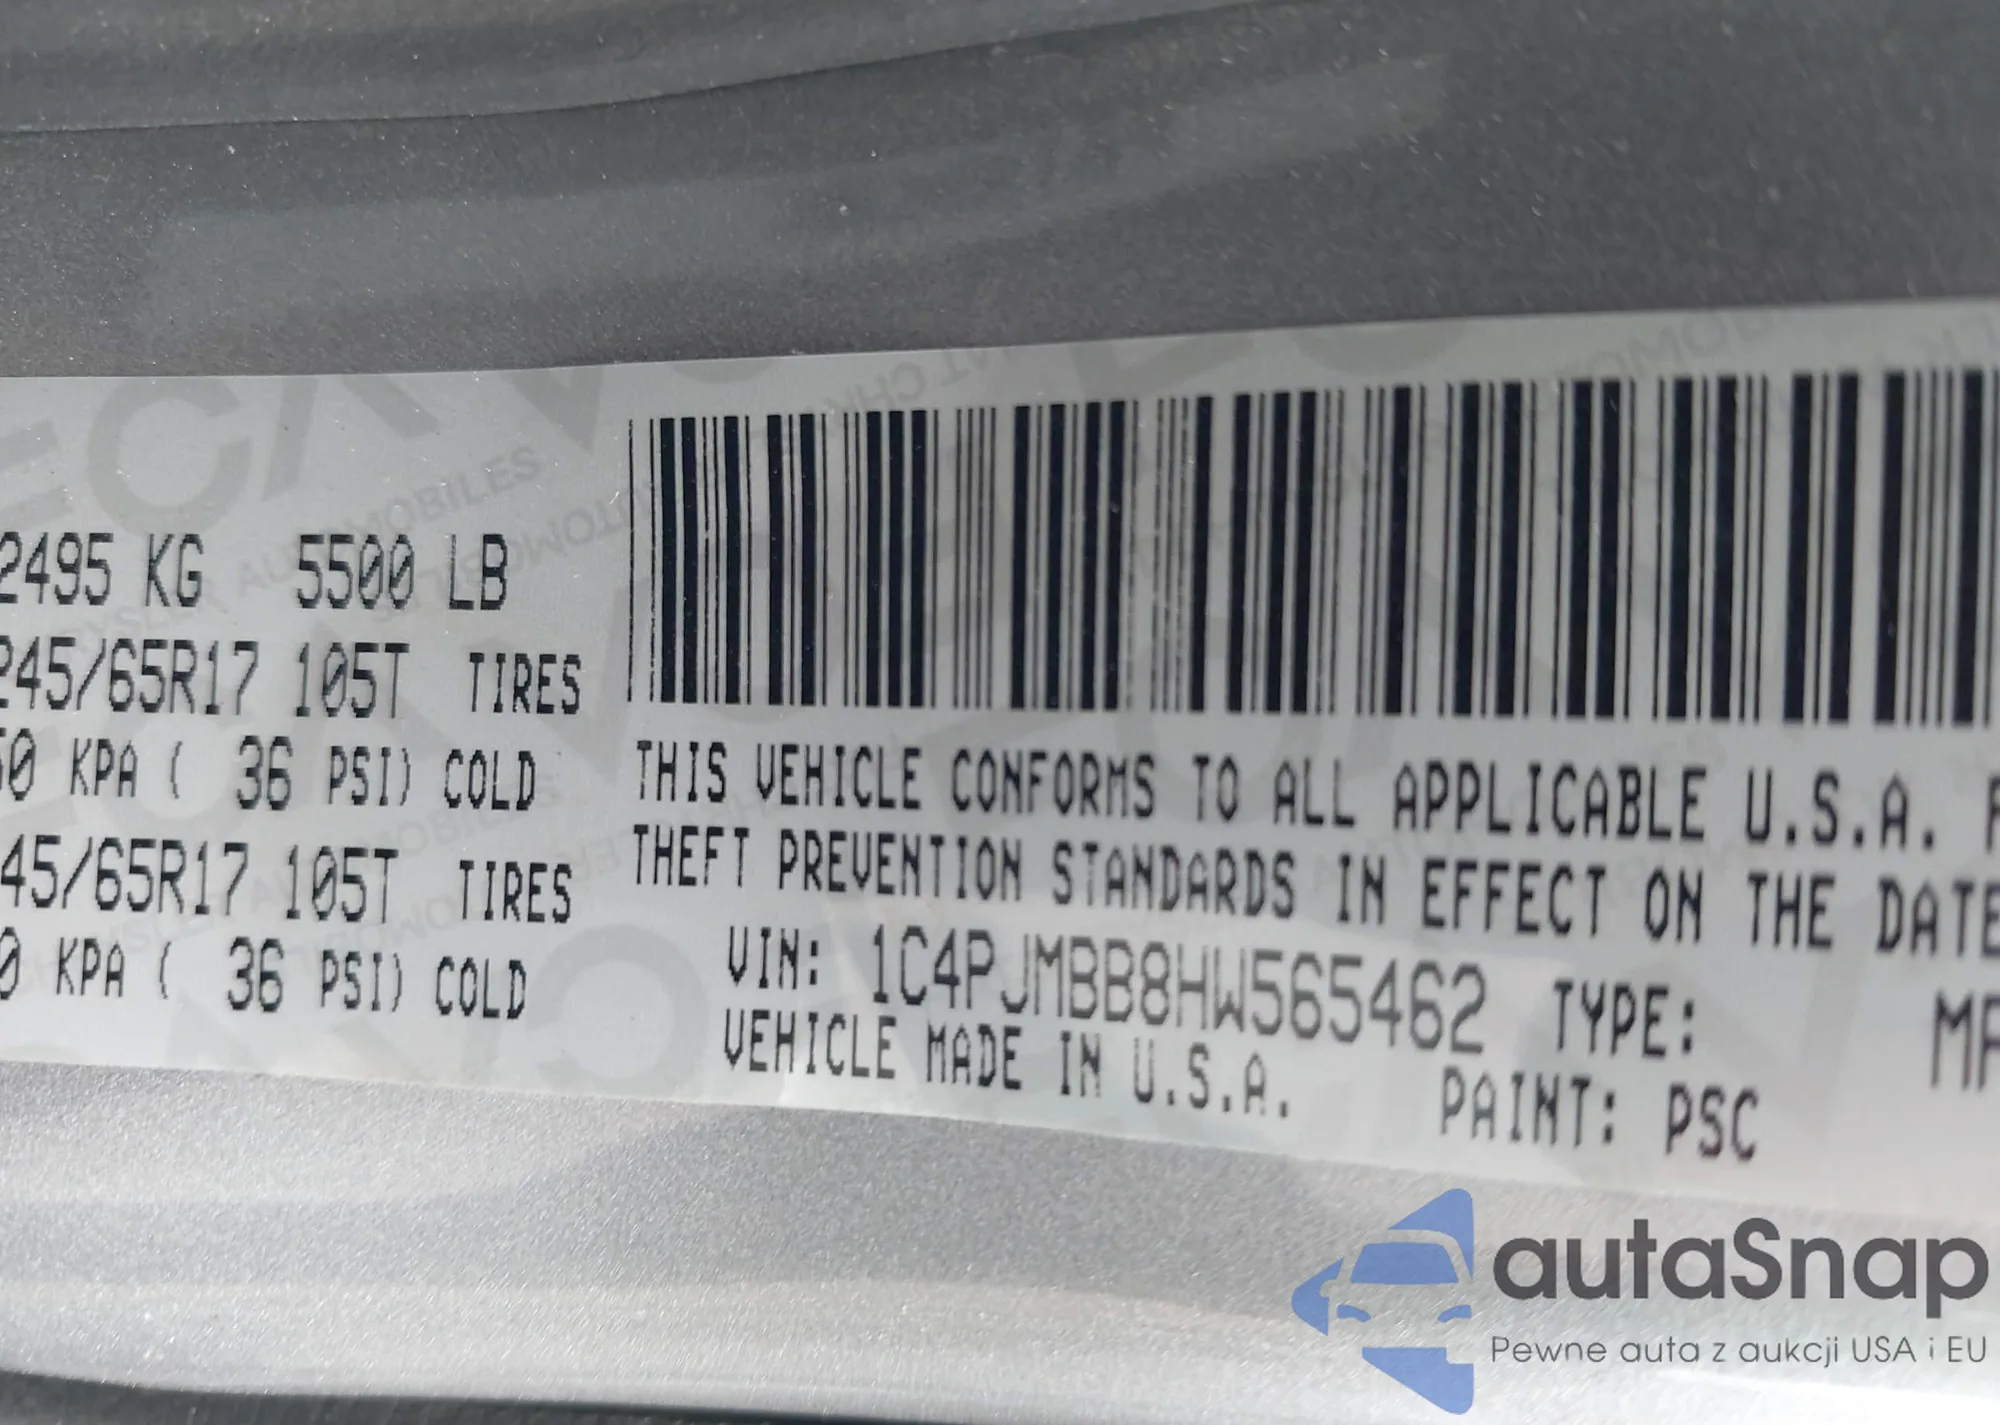 2495 KG 5500 LB
245/65R17 105T TIRES
50 KPA ( 36 PSI) COLD
45/65R17 105T TIRES
0 KPA ( 36 PSI) COLD
THIS VEHICLE CONFORMS TO ALL APPLICABLE U.S.A.
THEFT PREVENTION STANDARDS IN EFFECT ON THE DATE
VIN: 1C4PJMBB8HW565462 TYPE:
VEHICLE MADE IN U.S.A.
PAINT: PSC
autaSnap
Pewne auta z aukcji USA i EU